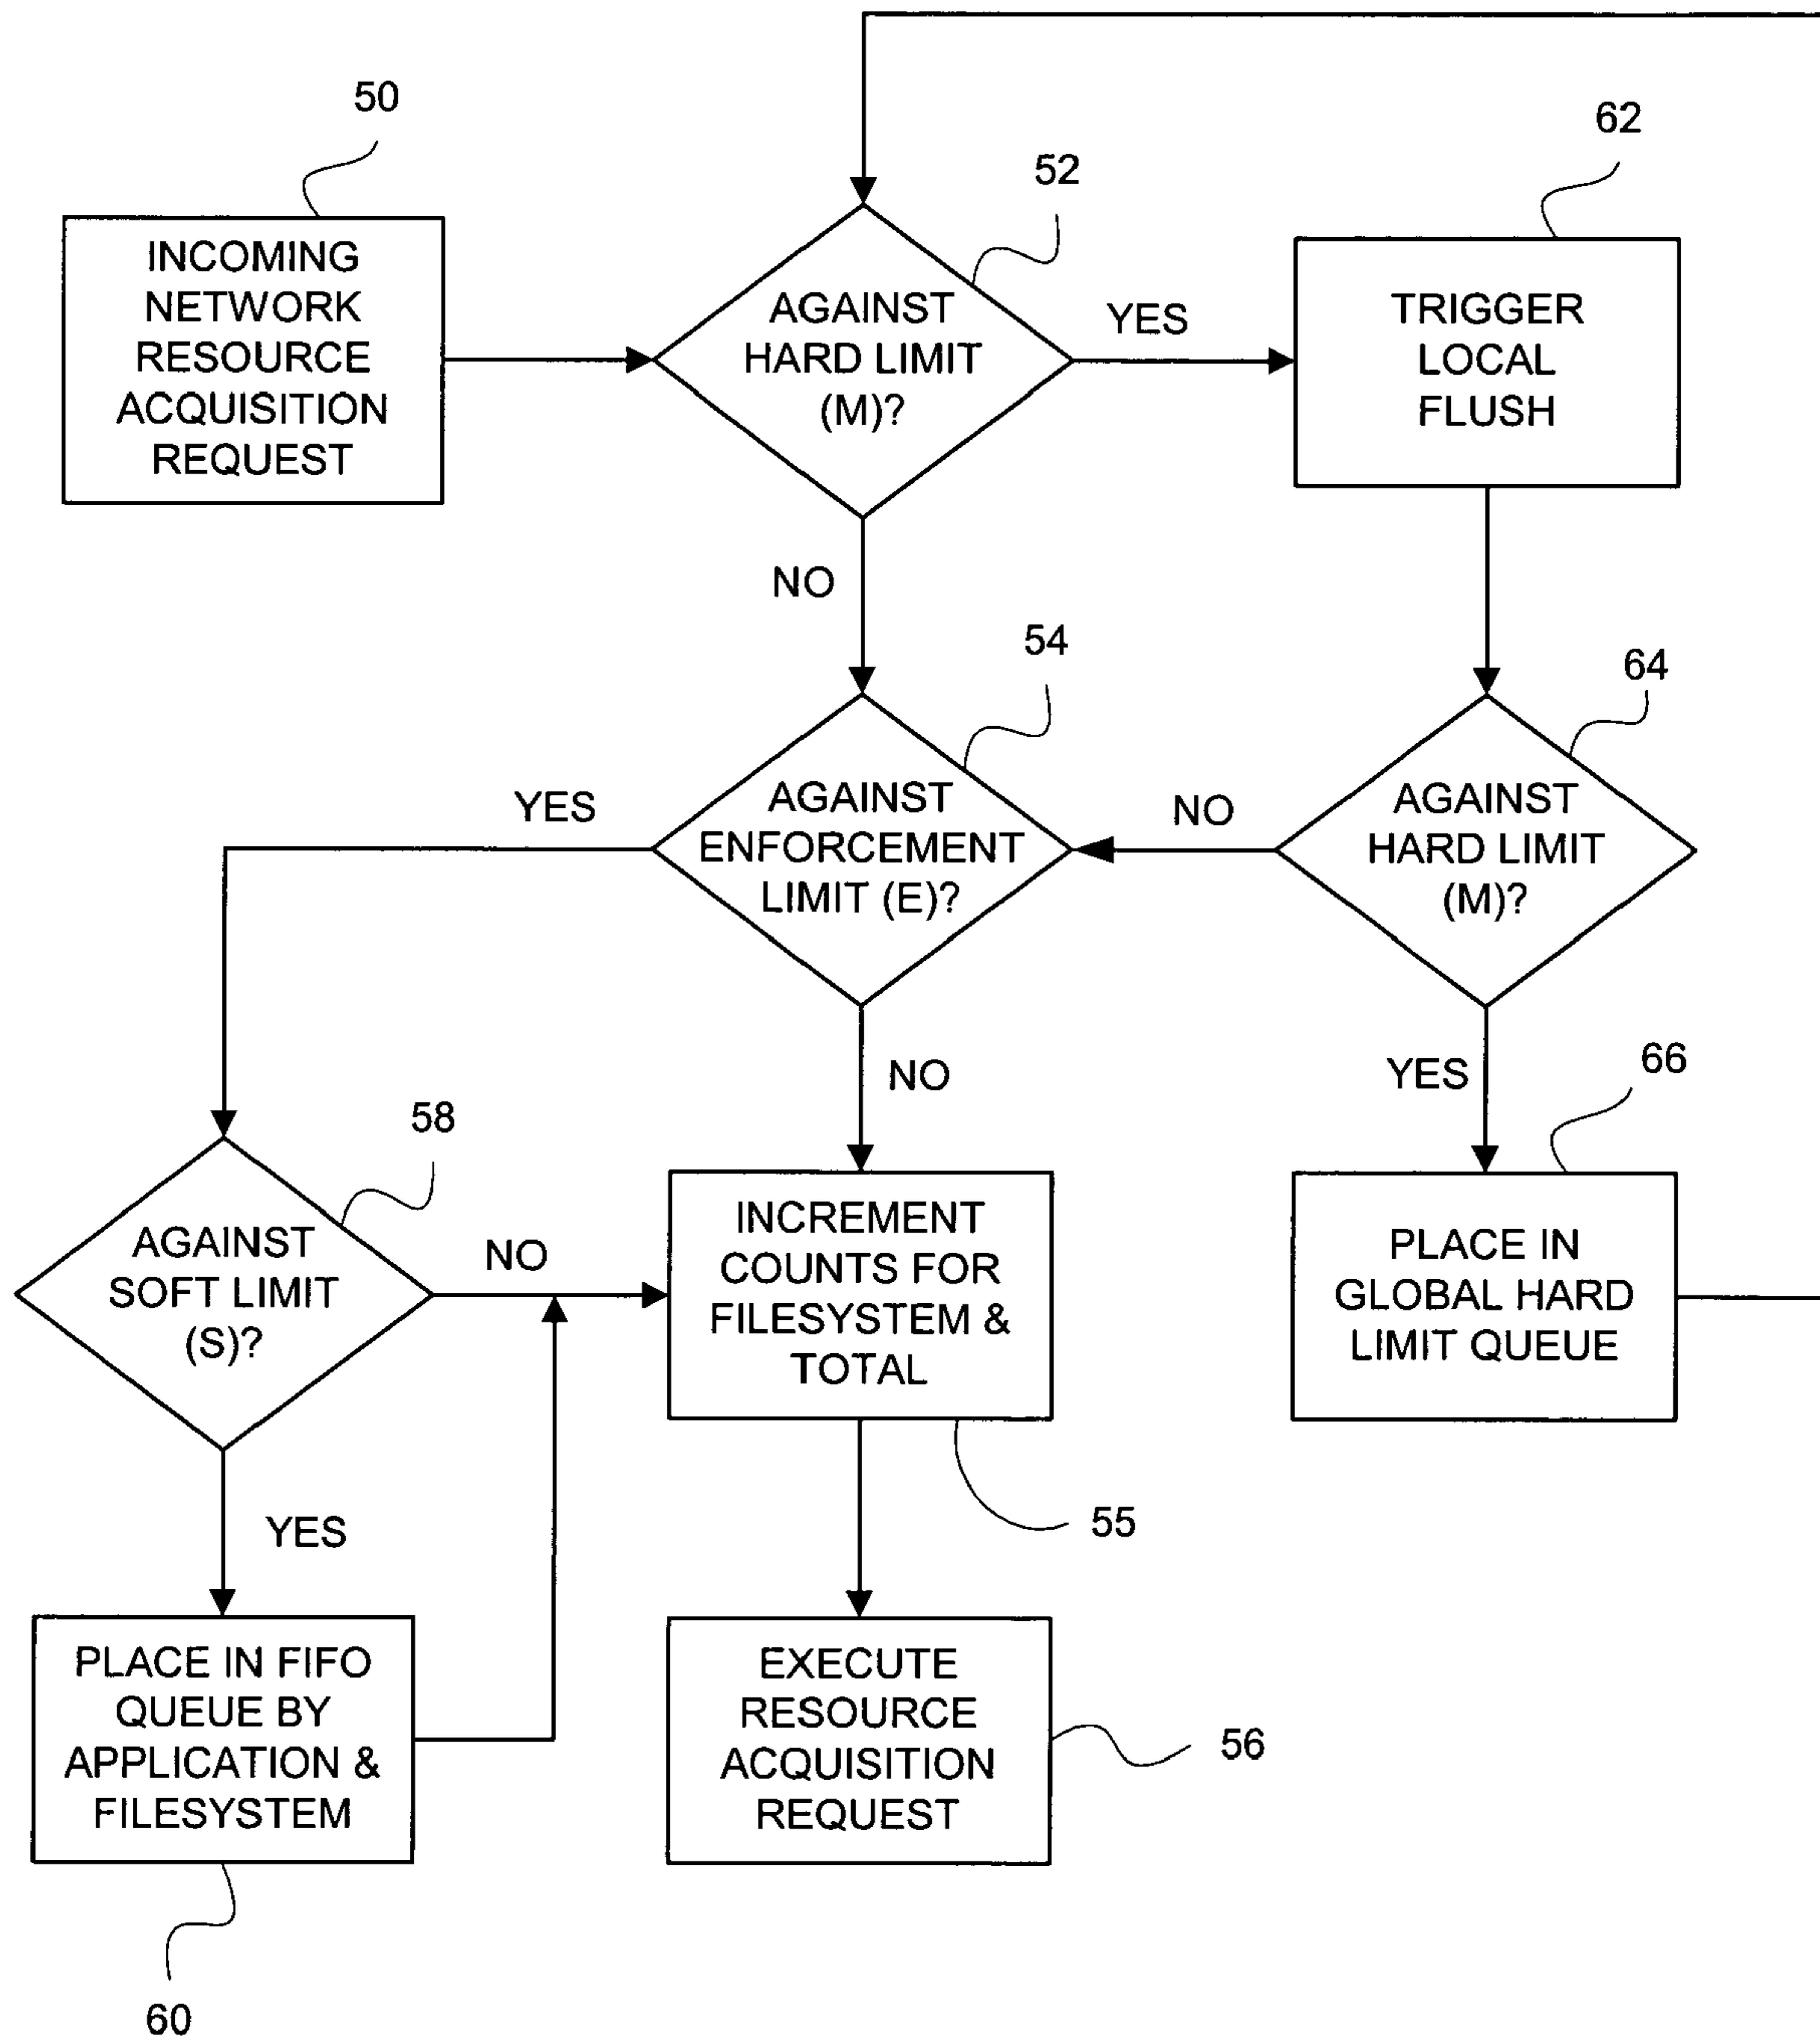 50
INCOMING
NETWORK
RESOURCE
ACQUISITION
REQUEST
52
AGAINST
HARD LIMIT
(M)?
YES
62
TRIGGER
LOCAL
FLUSH
NO
54
AGAINST
ENFORCEMENT
LIMIT (E)?
YES
NO
64
AGAINST
HARD LIMIT
(M)?
NO
YES
66
PLACE IN
GLOBAL HARD
LIMIT QUEUE
58
AGAINST
SOFT LIMIT
(S)?
NO
INCREMENT
COUNTS FOR
FILESYSTEM &
TOTAL
55
YES
PLACE IN FIFO
QUEUE BY
APPLICATION &
FILESYSTEM
60
EXECUTE
RESOURCE
ACQUISITION
REQUEST
56